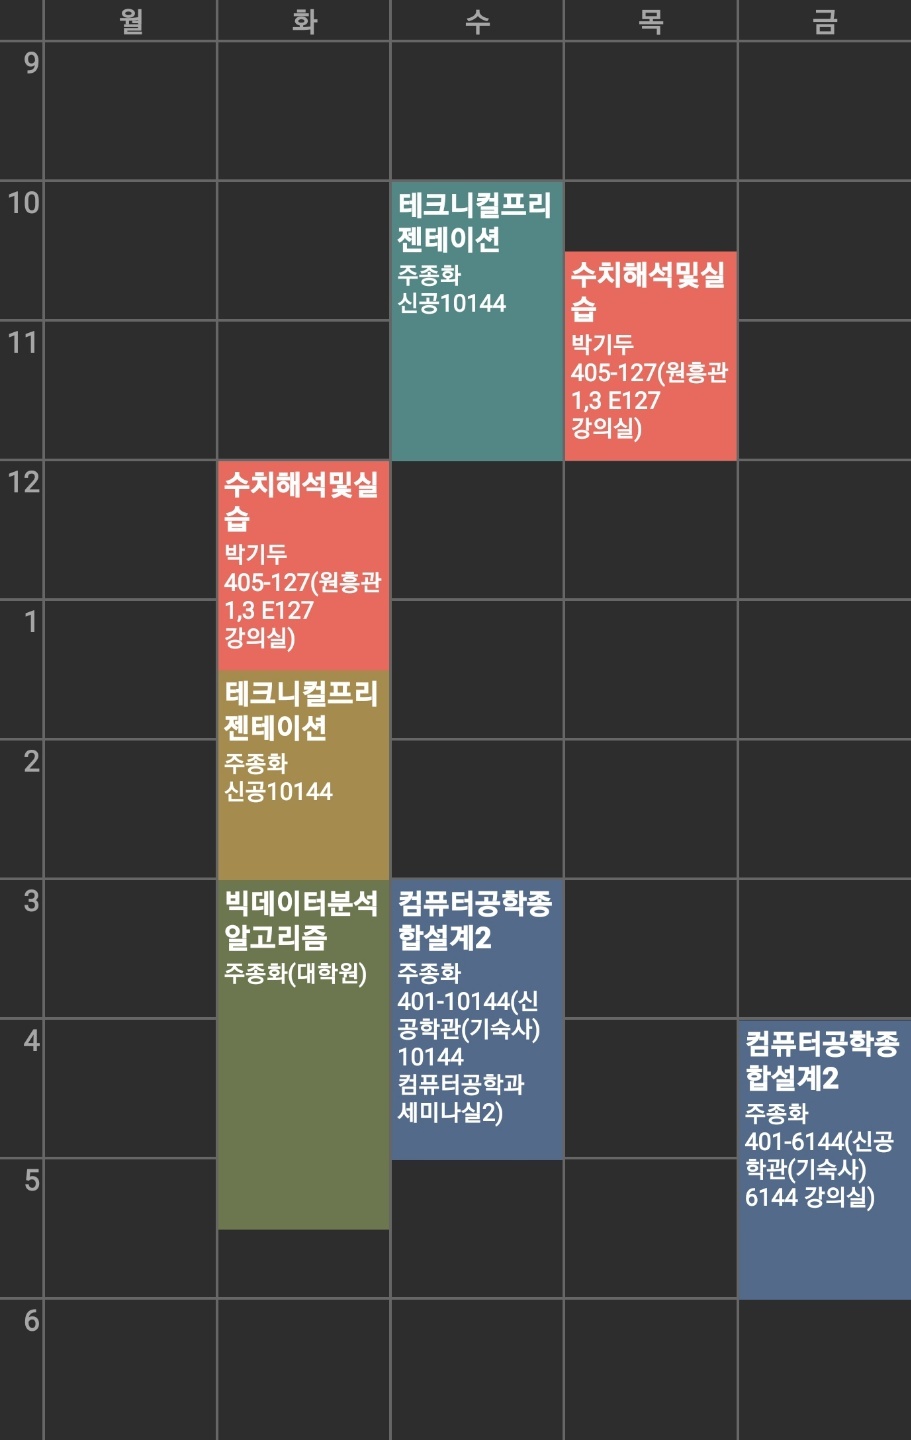 월 화 수 목 금
9
10
테크니컬프리
젠테이션
주종화
신공10144
수치해석및실
습
박기두
405-127(원흥관
1,3 E127
강의실)
11
12
수치해석및실
습
박기두
405-127(원흥관
1,3 E127
강의실)
1
테크니컬프리
젠테이션
주종화
신공10144
2
3
빅데이터분석
알고리즘
주종화(대학원)
컴퓨터공학종
합설계2
주종화
401-10144(신
공학관(기숙사)
10144
컴퓨터공학과
세미나실2)
4
컴퓨터공학종
합설계2
주종화
401-6144(신공
학관(기숙사)
6144 강의실)
5
6